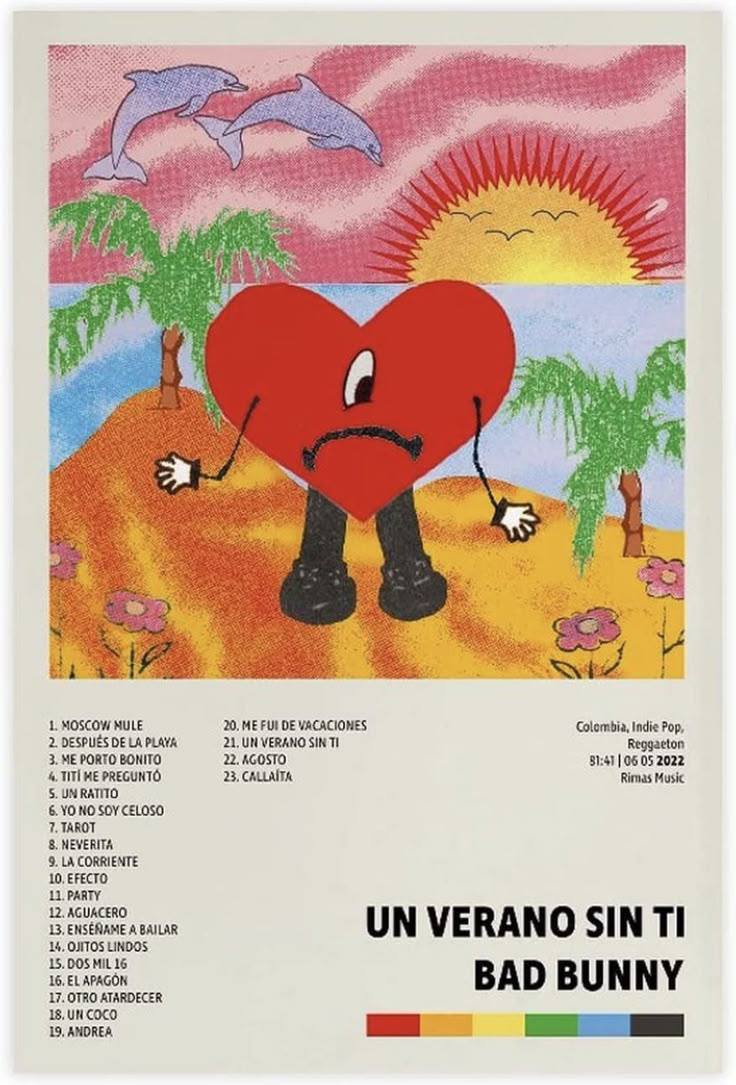 1. MOSCOW MULE
2. DESPUÉS DE LA PLAYA
3. ME PORTO BONITO
4. TITÍ ME PREGUNTÓ
5. UN RATITO
6. YO NO SOY CELOSO
7. TAROT
8. NEVERITA
9. LA CORRIENTE
10. EFECTO
11. PARTY
12. AGUACERO
13. ENSÉÑAME A BAILAR
14. OJITOS LINDOS
15. DOS MIL 16
16. EL APAGÓN
17. OTRO ATARDECER
18. UN COCO
19. ANDREA
20. ME FUI DE VACACIONES
21. UN VERANO SIN TI
22. AGOSTO
23. CALLAÍTA
Colombia, Indie Pop,
Reggaeton
81:41 | 06 05 2022
Rimas Music
UN VERANO SIN TI
BAD BUNNY